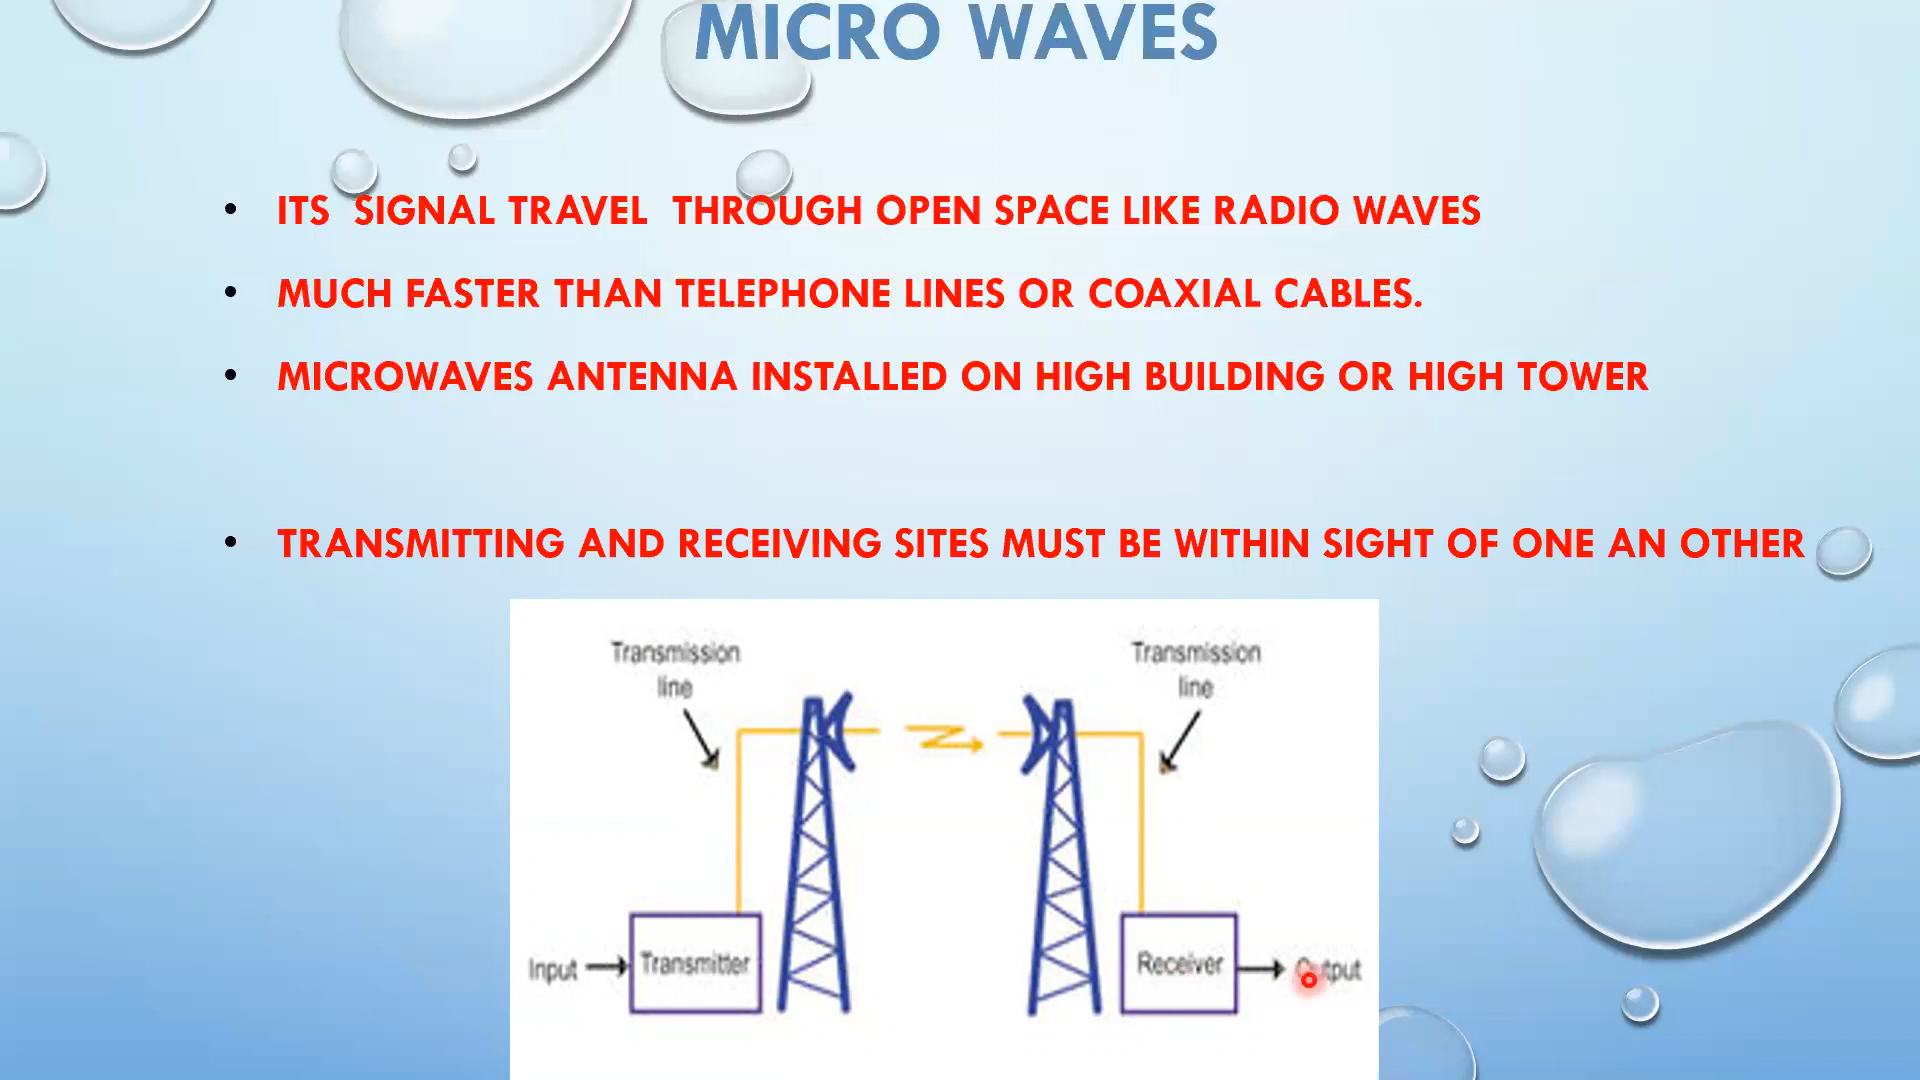 MICRO WAVES
• ITS SIGNAL TRAVEL THROUGH OPEN SPACE LIKE RADIO WAVES
• MUCH FASTER THAN TELEPHONE LINES OR COAXIAL CABLES.
• MICROWAVES ANTENNA INSTALLED ON HIGH BUILDING OR HIGH TOWER
• TRANSMITTING AND RECEIVING SITES MUST BE WITHIN SIGHT OF ONE AN OTHER
Transmission
line
Transmission
line
Input
Transmitter
Receiver
Output